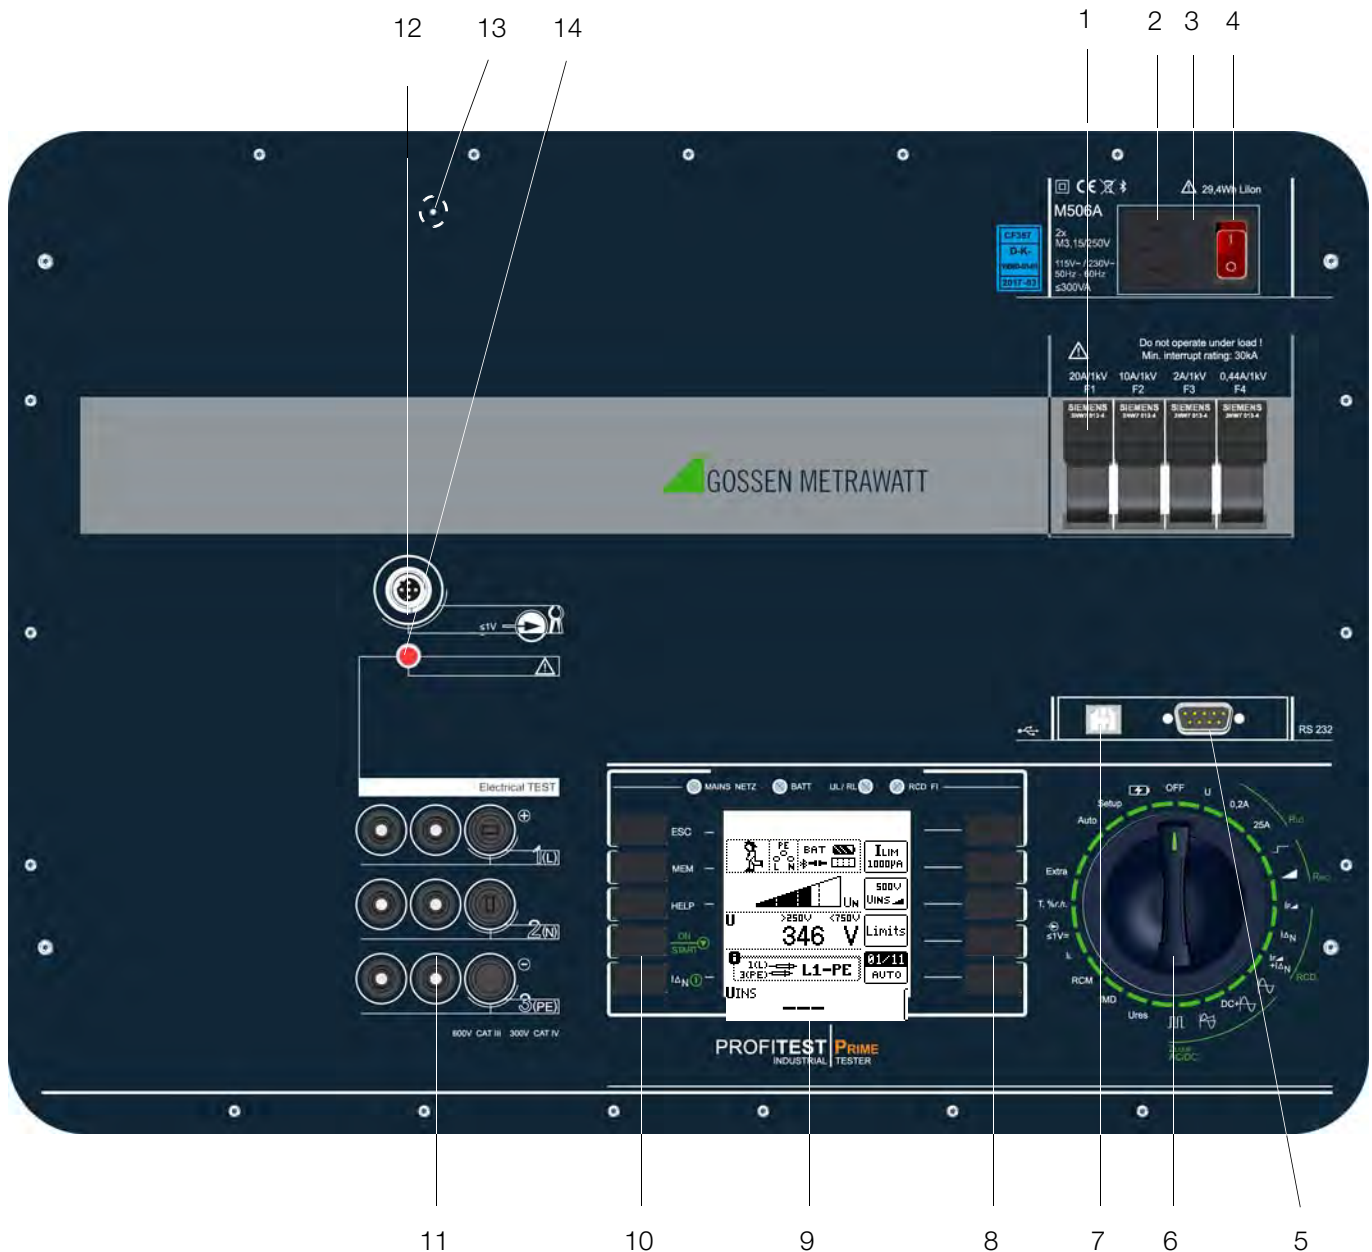 12 13 14 1 2 3 4
CE 29,4Wh LiIon
M506A
2x
M3,15/250V
115V~ / 230V~
50Hz - 60Hz
≤300VA
CF387
D-K-
2017-03
Do not operate under load !
Min. interrupt rating: 30kA
20A/1kV 10A/1kV 2A/1kV 0,44A/1kV
F1 F2 F3 F4
SIEMENS SIEMENS SIEMENS SIEMENS
GOSSEN METRAWATT
≤1V
RS 232
Electrical TEST
1(L)
2(N)
3(PE)
600V CAT III 300V CAT IV
MAINS NETZ BATT UL/RL RCD FI
ESC
MEM
HELP
ON
START
IΔN
PE
L N
BAT
ILIM
1000µA
UN
500V
UINS
U >250V <750V
346 V
Limits
1(L)
3(PE)
L1-PE
01/11
AUTO
UINS
---
PROFITEST PRIME
INDUSTRIAL TESTER
OFF
U
0,2A
25A
RLO
IΔN
+IΔN
RCD
DC+
AC/DC
Ures
IMD
RCM
IL
≤1V=
T, %r.h.
Extra
Auto
Setup
11 10 9 8 7 6 5